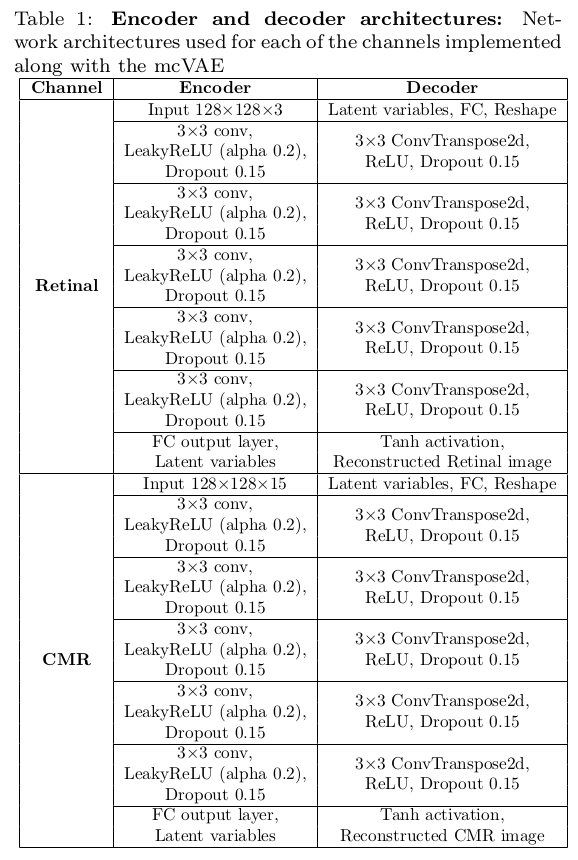 Table 1: Encoder and decoder architectures: Net-
work architectures used for each of the channels implemented
along with the mcVAE
Channel Encoder Decoder
Retinal
Input 128×128×3 Latent variables, FC, Reshape
3×3 conv,
LeakyReLU (alpha 0.2),
Dropout 0.15
3×3 ConvTranspose2d,
ReLU, Dropout 0.15
3×3 conv,
LeakyReLU (alpha 0.2),
Dropout 0.15
3×3 ConvTranspose2d,
ReLU, Dropout 0.15
3×3 conv,
LeakyReLU (alpha 0.2),
Dropout 0.15
3×3 ConvTranspose2d,
ReLU, Dropout 0.15
3×3 conv,
LeakyReLU (alpha 0.2),
Dropout 0.15
3×3 ConvTranspose2d,
ReLU, Dropout 0.15
3×3 conv,
LeakyReLU (alpha 0.2),
Dropout 0.15
3×3 ConvTranspose2d,
ReLU, Dropout 0.15
FC output layer,
Latent variables
Tanh activation,
Reconstructed Retinal image
CMR
Input 128×128×15 Latent variables, FC, Reshape
3×3 conv,
LeakyReLU (alpha 0.2),
Dropout 0.15
3×3 ConvTranspose2d,
ReLU, Dropout 0.15
3×3 conv,
LeakyReLU (alpha 0.2),
Dropout 0.15
3×3 ConvTranspose2d,
ReLU, Dropout 0.15
3×3 conv,
LeakyReLU (alpha 0.2),
Dropout 0.15
3×3 ConvTranspose2d,
ReLU, Dropout 0.15
3×3 conv,
LeakyReLU (alpha 0.2),
Dropout 0.15
3×3 ConvTranspose2d,
ReLU, Dropout 0.15
3×3 conv,
LeakyReLU (alpha 0.2),
Dropout 0.15
3×3 ConvTranspose2d,
ReLU, Dropout 0.15
FC output layer,
Latent variables
Tanh activation,
Reconstructed CMR image